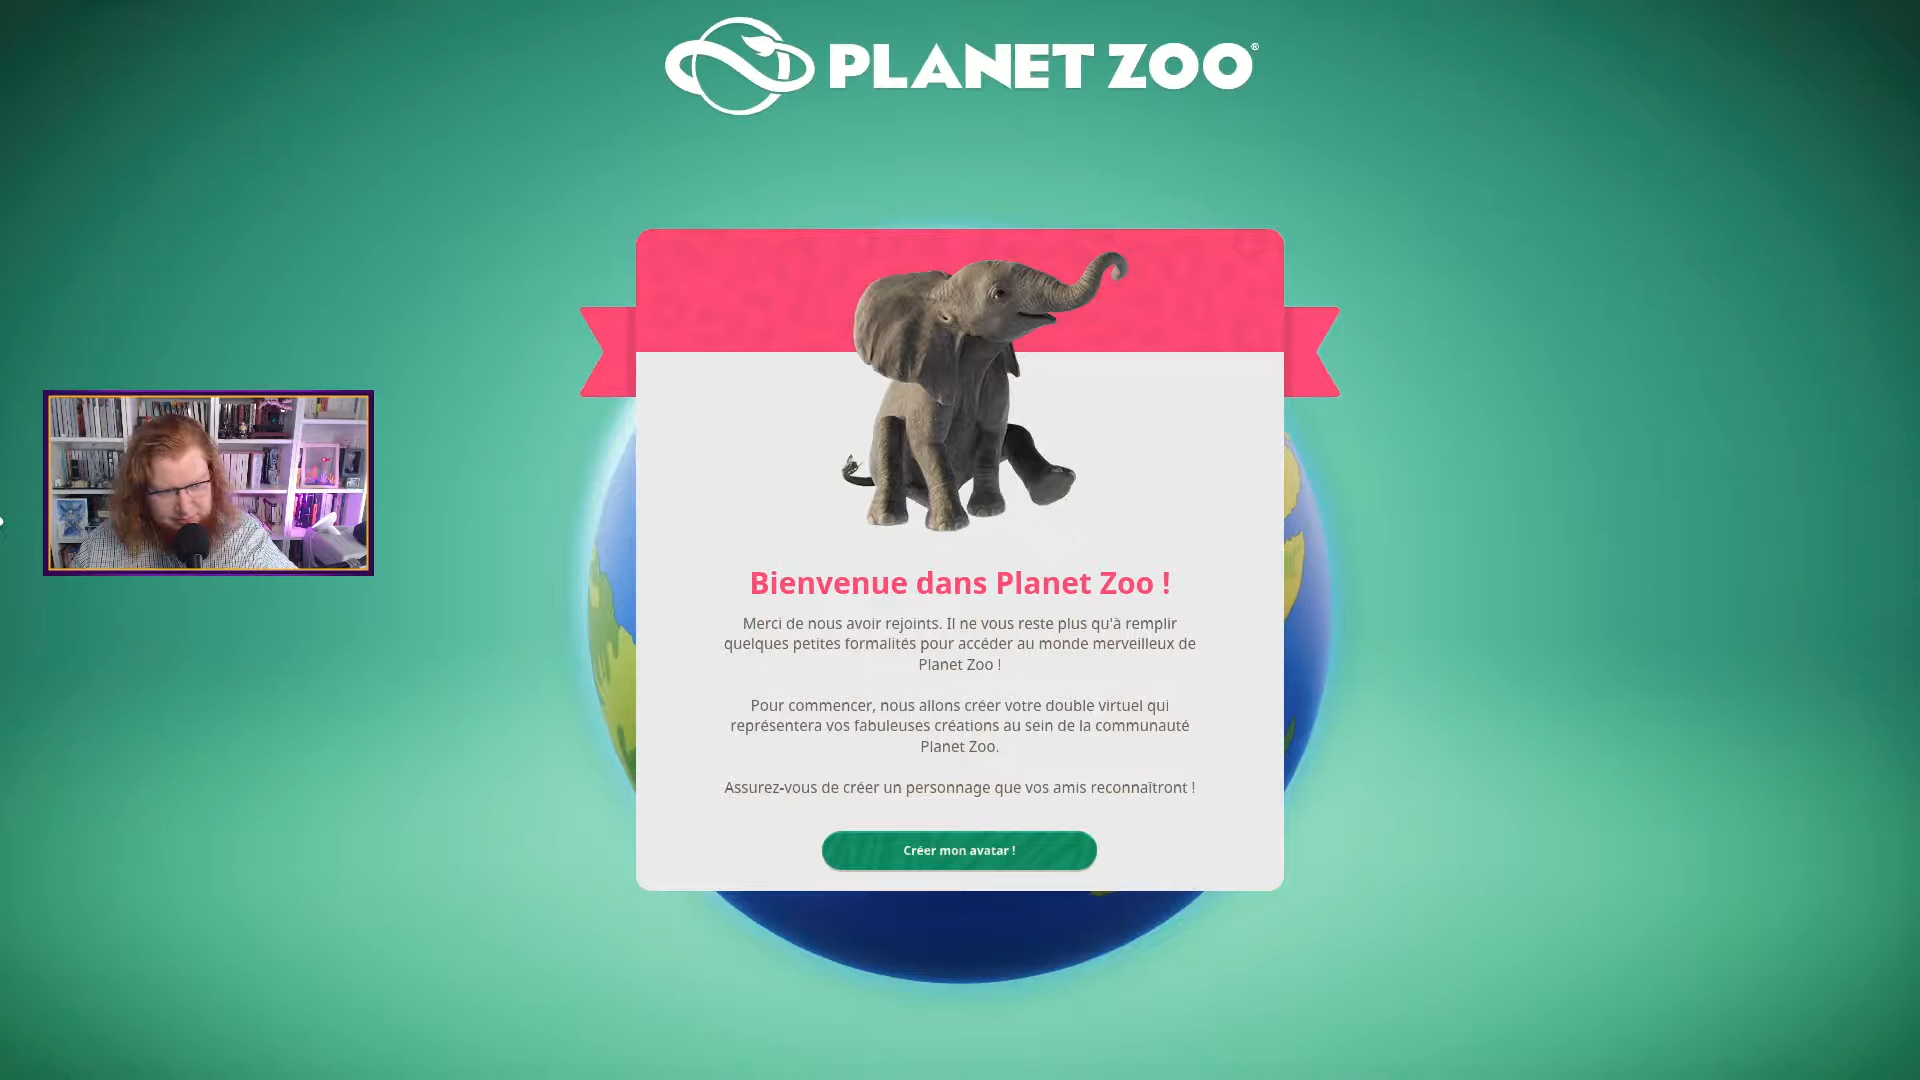 PLANET ZOO®
Bienvenue dans Planet Zoo !
Merci de nous avoir rejoints. Il ne vous reste plus qu'à remplir
quelques petites formalités pour accéder au monde merveilleux de
Planet Zoo !
Pour commencer, nous allons créer votre double virtuel qui
représentera vos fabuleuses créations au sein de la communauté
Planet Zoo.
Assurez-vous de créer un personnage que vos amis reconnaîtront !
Créer mon avatar !